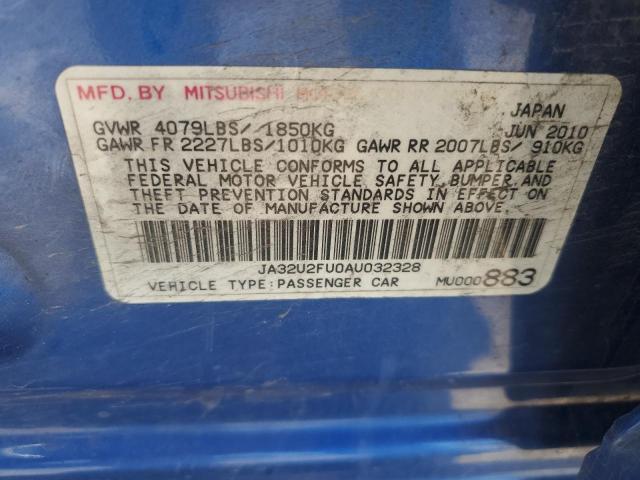 MFD. BY MITSUBISHI
JAPAN
GVWR 4079LBS/ 1850KG JUN 2010
GAWR FR 2227LBS/1010KG GAWR RR 2007LBS/ 910KG
THIS VEHICLE CONFORMS TO ALL APPLICABLE
FEDERAL MOTOR VEHICLE SAFETY, BUMPER, AND
THEFT PREVENTION STANDARDS IN EFFECT ON
THE DATE OF MANUFACTURE SHOWN ABOVE.
JA32U2FU0AU032328
VEHICLE TYPE:PASSENGER CAR MU000883